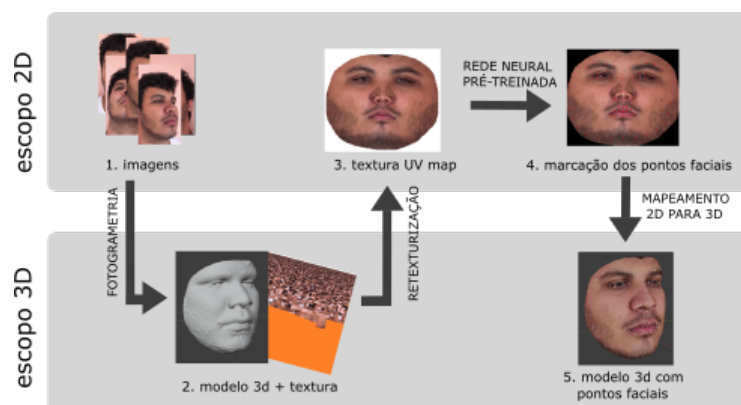 escopo 2D
1. imagens
3. textura UV map
REDE NEURAL
PRÉ-TREINADA
4. marcação dos pontos faciais
FOTOGRAMETRIA
RETEXTURIZAÇÃO
MAPEAMENTO
2D PARA 3D
escopo 3D
2. modelo 3d + textura
5. modelo 3d com
pontos faciais